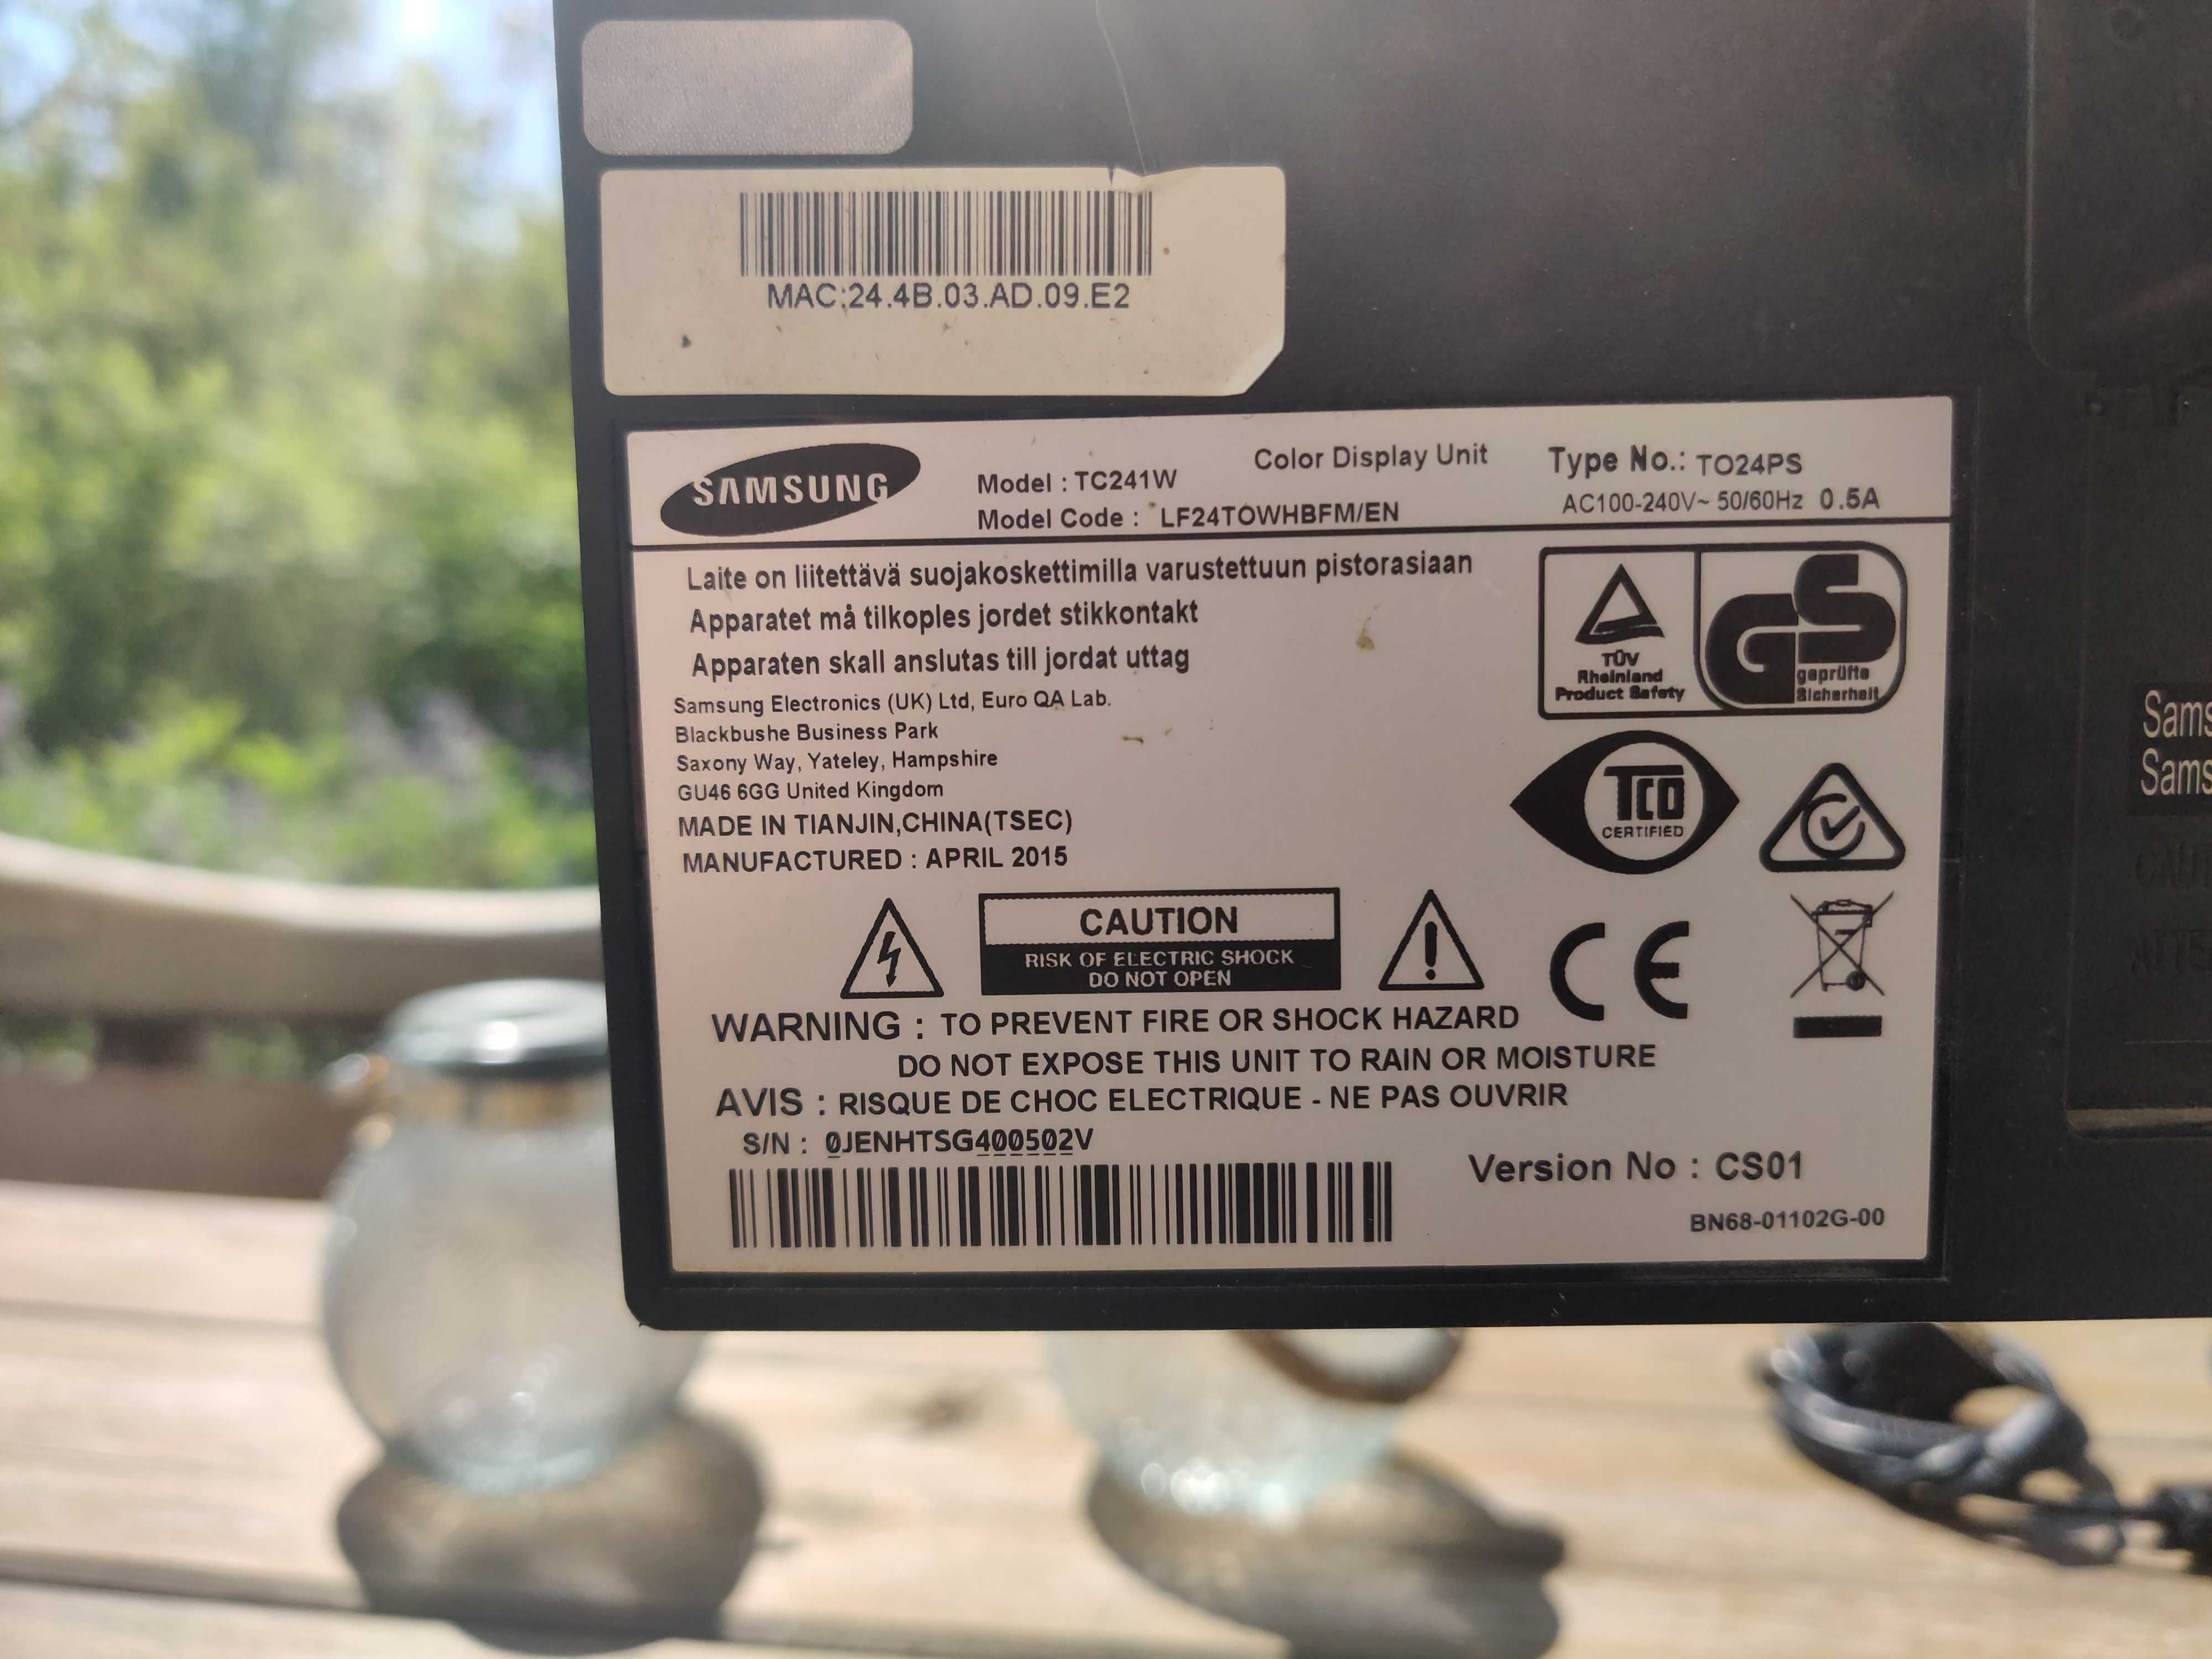 MAC:24.4B.03.AD.09.E2
SAMSUNG
Model : TC241W
Model Code : LF24TOWHBFM/EN
Color Display Unit
Type No.: TO24PS
AC100-240V~ 50/60Hz 0.5A
Laite on liitettävä suojakoskettimilla varustettuun pistorasiaan
Apparatet må tilkoples jordet stikkontakt
Apparaten skall anslutas till jordat uttag
Samsung Electronics (UK) Ltd, Euro QA Lab.
Blackbushe Business Park
Saxony Way, Yateley, Hampshire
GU46 6GG United Kingdom
MADE IN TIANJIN,CHINA(TSEC)
MANUFACTURED : APRIL 2015
TÜV
Rheinland
Product Safety
GS
geprüfte
Sicherheit
TCO
CERTIFIED
CAUTION
RISK OF ELECTRIC SHOCK
DO NOT OPEN
CE
WARNING : TO PREVENT FIRE OR SHOCK HAZARD
DO NOT EXPOSE THIS UNIT TO RAIN OR MOISTURE
AVIS : RISQUE DE CHOC ELECTRIQUE - NE PAS OUVRIR
S/N : 0JENHTSG400502V
Version No : CS01
BN68-01102G-00
Sams
Sams